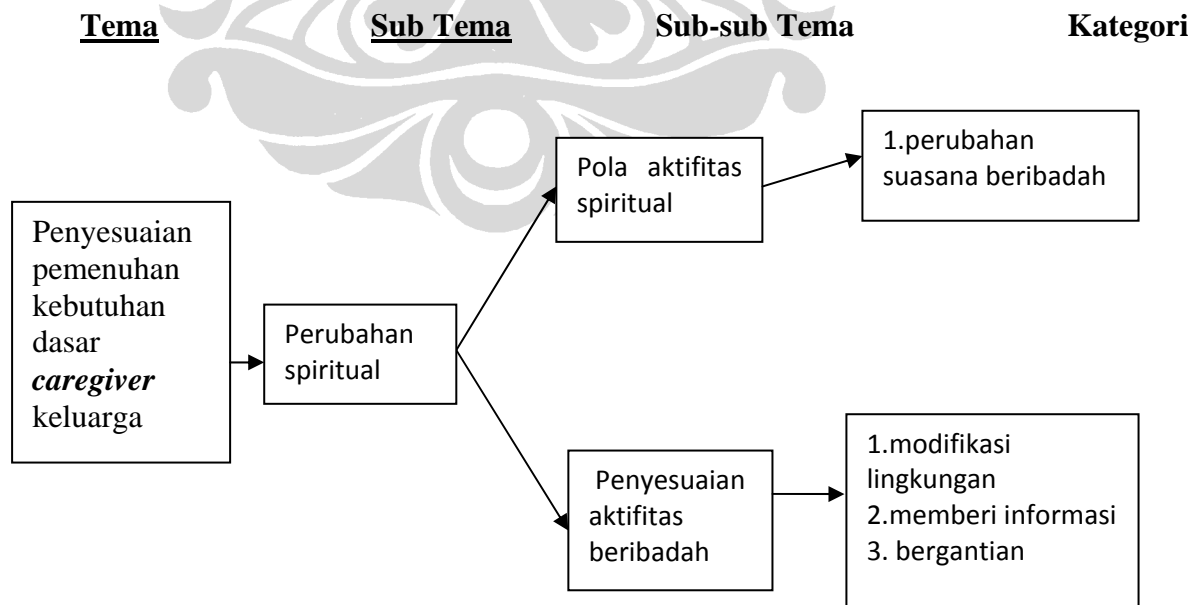 Tema Sub Tema Sub-sub Tema Kategori
Penyesuaian
pemenuhan
kebutuhan
dasar
caregiver
keluarga
Perubahan
spiritual
Pola aktifitas
spiritual
1.perubahan
suasana beribadah
Penyesuaian
aktifitas
beribadah
1.modifikasi
lingkungan
2.memberi informasi
3. bergantian